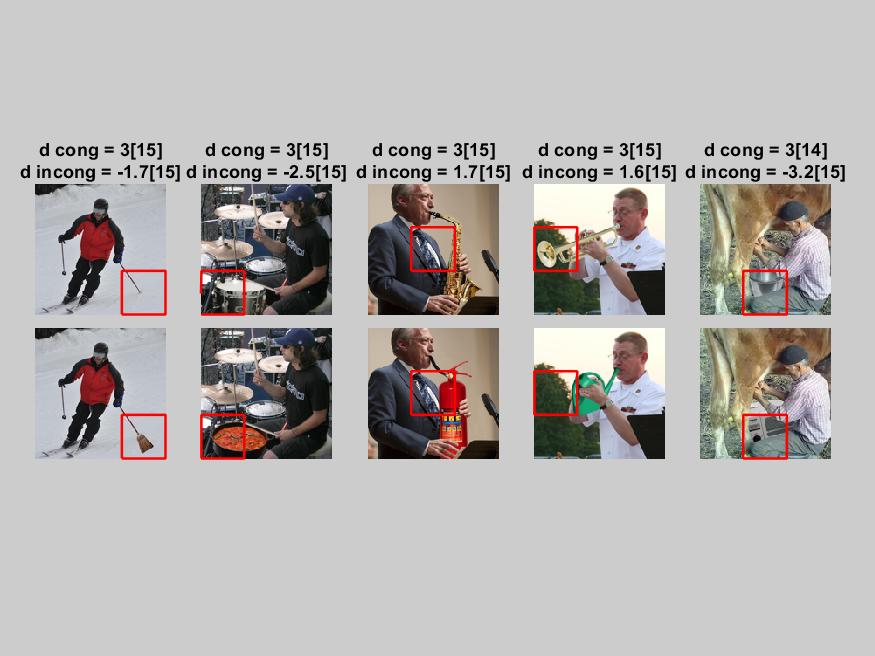 d cong = 3[15]
d incong = -1.7[15]
d cong = 3[15]
d incong = -2.5[15]
d cong = 3[15]
d incong = 1.7[15]
d cong = 3[15]
d incong = 1.6[15]
d cong = 3[14]
d incong = -3.2[15]